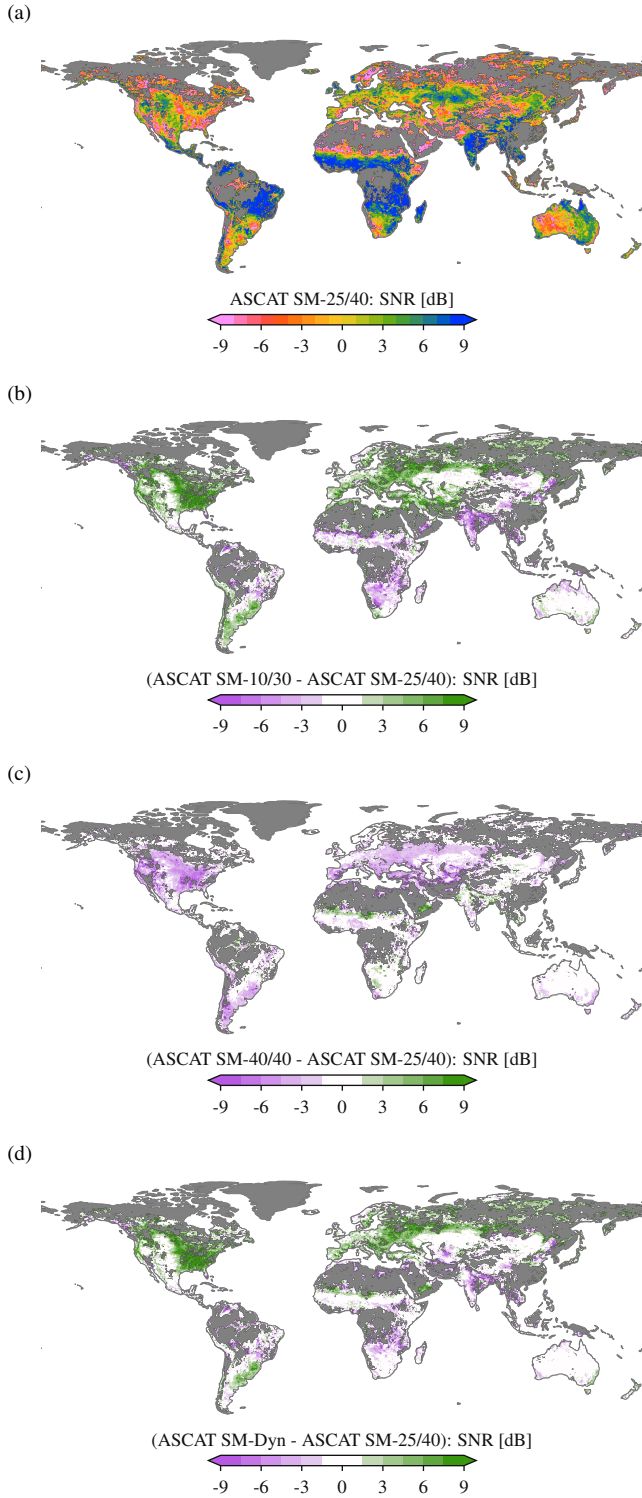 (a)
ASCAT SM-25/40: SNR [dB]
-9 -6 -3 0 3 6 9
(b)
(ASCAT SM-10/30 - ASCAT SM-25/40): SNR [dB]
-9 -6 -3 0 3 6 9
(c)
(ASCAT SM-40/40 - ASCAT SM-25/40): SNR [dB]
-9 -6 -3 0 3 6 9
(d)
(ASCAT SM-Dyn - ASCAT SM-25/40): SNR [dB]
-9 -6 -3 0 3 6 9